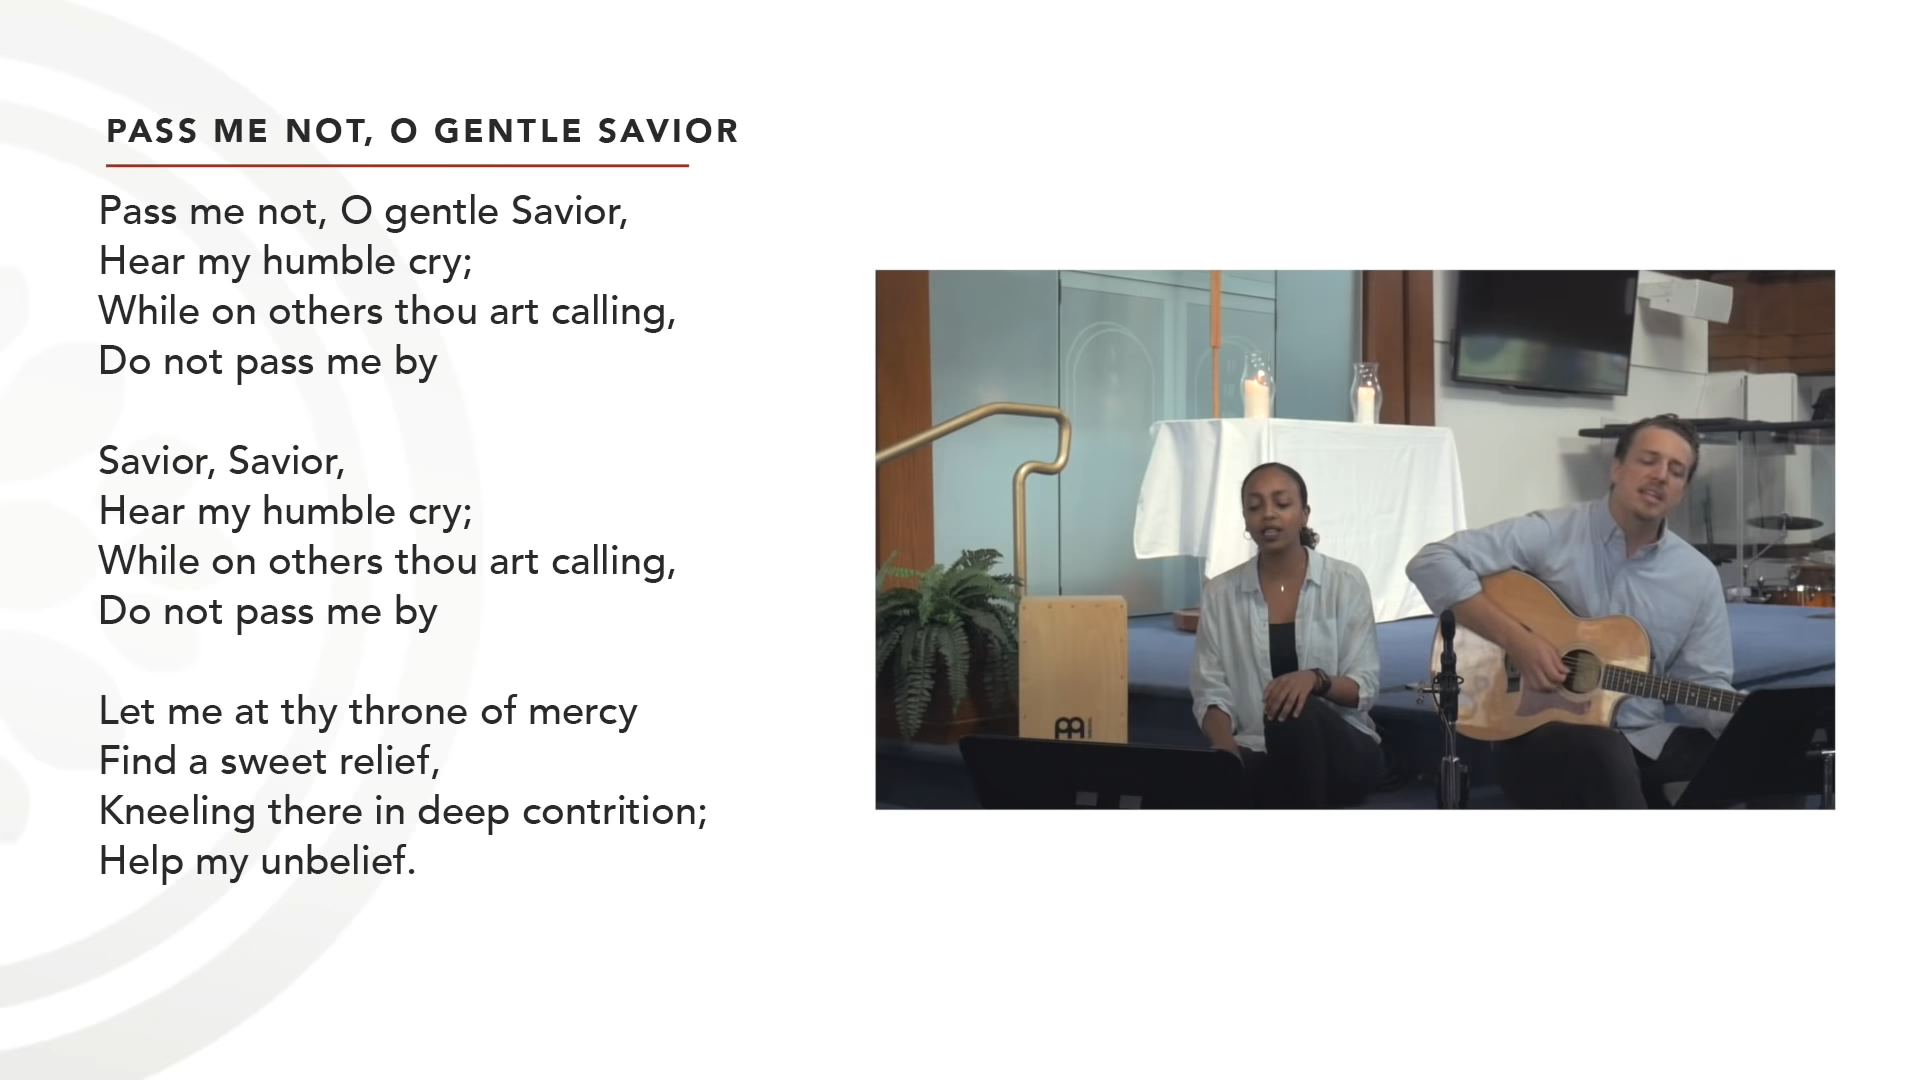 PASS ME NOT, O GENTLE SAVIOR
Pass me not, O gentle Savior,
Hear my humble cry;
While on others thou art calling,
Do not pass me by
Savior, Savior,
Hear my humble cry;
While on others thou art calling,
Do not pass me by
Let me at thy throne of mercy
Find a sweet relief,
Kneeling there in deep contrition;
Help my unbelief.